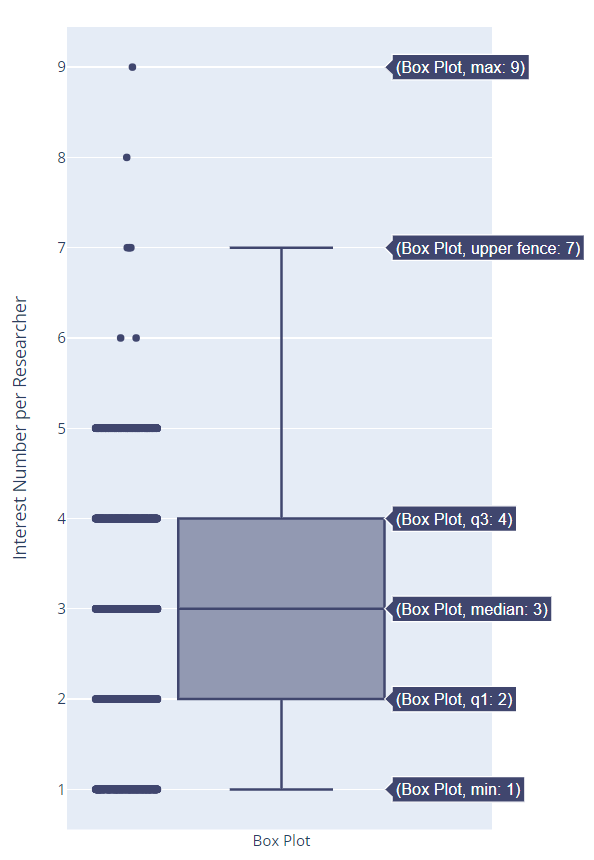 9
(Box Plot, max: 9)
8
7
(Box Plot, upper fence: 7)
6
5
4
(Box Plot, q3: 4)
3
(Box Plot, median: 3)
2
(Box Plot, q1: 2)
1
(Box Plot, min: 1)
Interest Number per Researcher
Box Plot